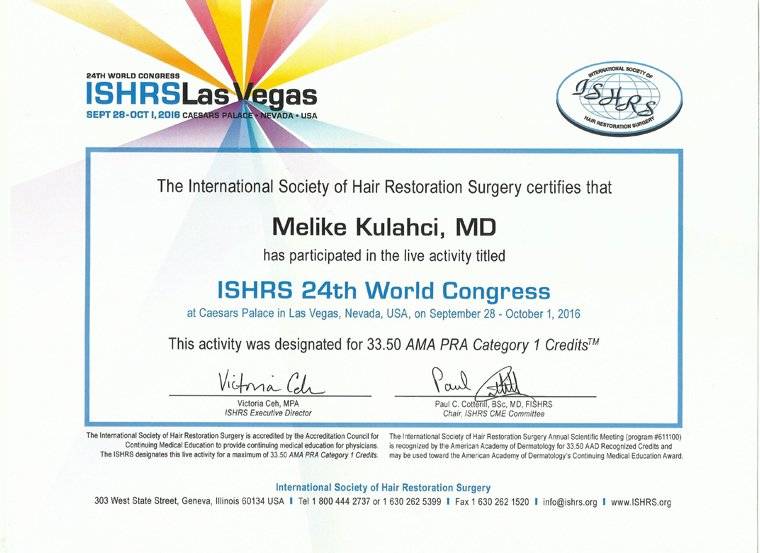 24TH WORLD CONGRESS
ISHRS Las Vegas
SEPT 28 - OCT 1, 2016 CAESARS PALACE • NEVADA • USA
INTERNATIONAL SOCIETY OF
ISHRS
HAIR RESTORATION SURGERY
The International Society of Hair Restoration Surgery certifies that
Melike Kulahci, MD
has participated in the live activity titled
ISHRS 24th World Congress
at Caesars Palace in Las Vegas, Nevada, USA, on September 28 - October 1, 2016
This activity was designated for 33.50 AMA PRA Category 1 Credits™
Victoria Ceh
Paul Cotterill
Victoria Ceh, MPA
ISHRS Executive Director
Paul C. Cotterill, BSc, MD, FISHRS
Chair, ISHRS CME Committee
The International Society of Hair Restoration Surgery is accredited by the Accreditation Council for
Continuing Medical Education to provide continuing medical education for physicians.
The ISHRS designates this live activity for a maximum of 33.50 AMA PRA Category 1 Credits.
The International Society of Hair Restoration Surgery Annual Scientific Meeting (program #611100)
is recognized by the American Academy of Dermatology for 33.50 AAD Recognized Credits and
may be used toward the American Academy of Dermatology's Continuing Medical Education Award.
International Society of Hair Restoration Surgery
303 West State Street, Geneva, Illinois 60134 USA | Tel 1 800 444 2737 or 1 630 262 5399 | Fax 1 630 262 1520 | info@ishrs.org | www.ISHRS.org